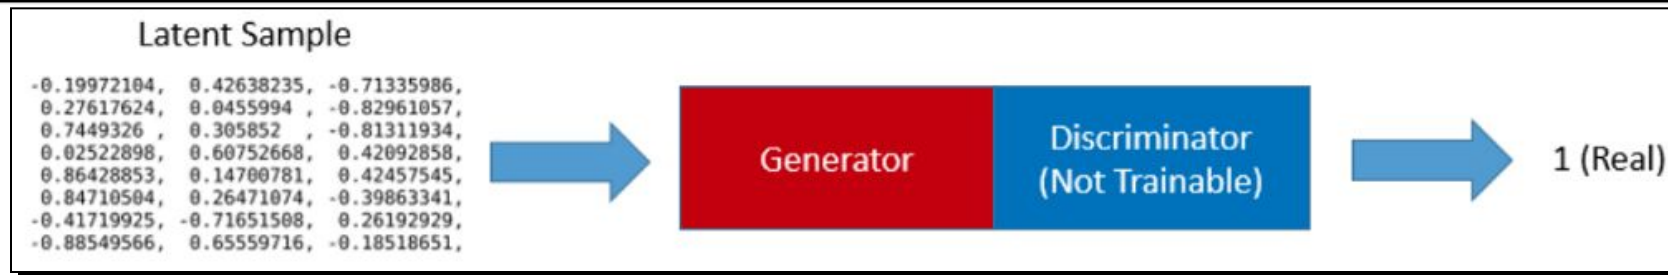 Latent Sample
-0.19972104, 0.42638235, -0.71335986,
0.27617624, 0.0455994 , -0.82961057,
0.7449326 , 0.305852 , -0.81311934,
0.02522898, 0.60752668, 0.42092858,
0.86428853, 0.14700781, 0.42457545,
0.84710504, 0.26471074, -0.39863341,
-0.41719925, -0.71651508, 0.26192929,
-0.88549566, 0.65559716, -0.18518651,
Generator
Discriminator
(Not Trainable)
1 (Real)